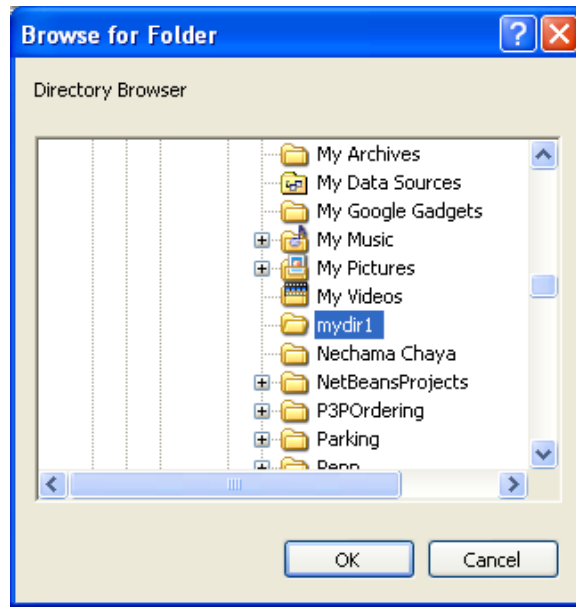 Browse for Folder
Directory Browser
My Archives
My Data Sources
My Google Gadgets
My Music
My Pictures
My Videos
mydir1
Nechama Chaya
NetBeansProjects
P3POrdering
Parking
Penn
OK
Cancel